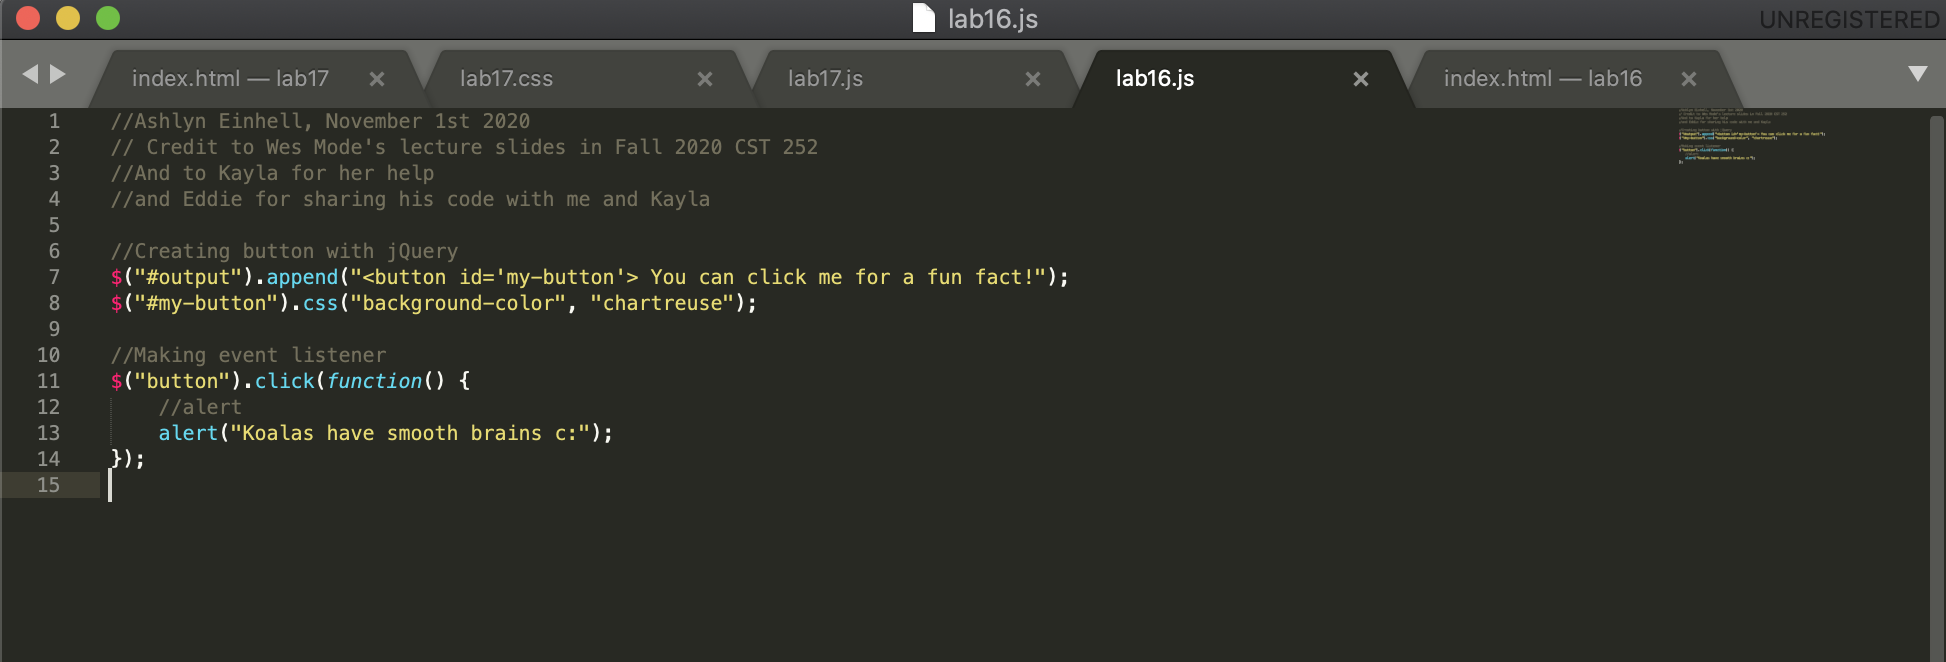 lab16.js
UNREGISTERED
index.html — lab17
lab17.css
lab17.js
lab16.js
index.html — lab16
1 //Ashlyn Einhell, November 1st 2020
2 // Credit to Wes Mode's lecture slides in Fall 2020 CST 252
3 //And to Kayla for her help
4 //and Eddie for sharing his code with me and Kayla
5
6 //Creating button with jQuery
7 $("#output").append("<button id='my-button'> You can click me for a fun fact!");
8 $("#my-button").css("background-color", "chartreuse");
9
10 //Making event listener
11 $("button").click(function() {
12     //alert
13     alert("Koalas have smooth brains c:");
14 });
15